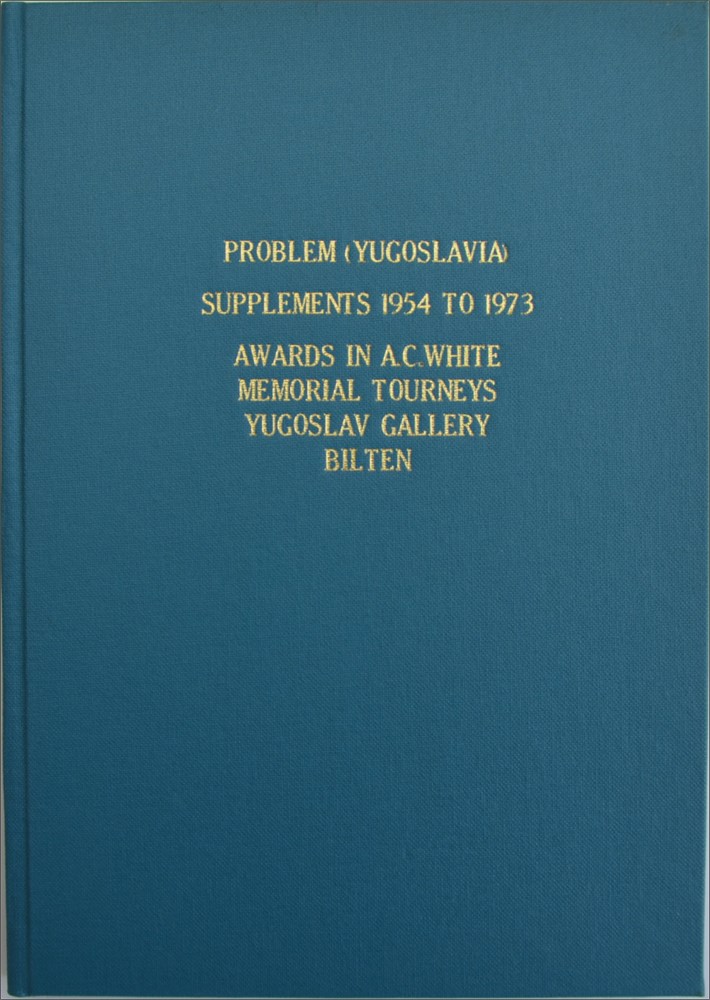 PROBLEM (YUGOSLAVIA)
SUPPLEMENTS 1954 TO 1973
AWARDS IN A.C. WHITE
MEMORIAL TOURNEYS
YUGOSLAV GALLERY
BILTEN